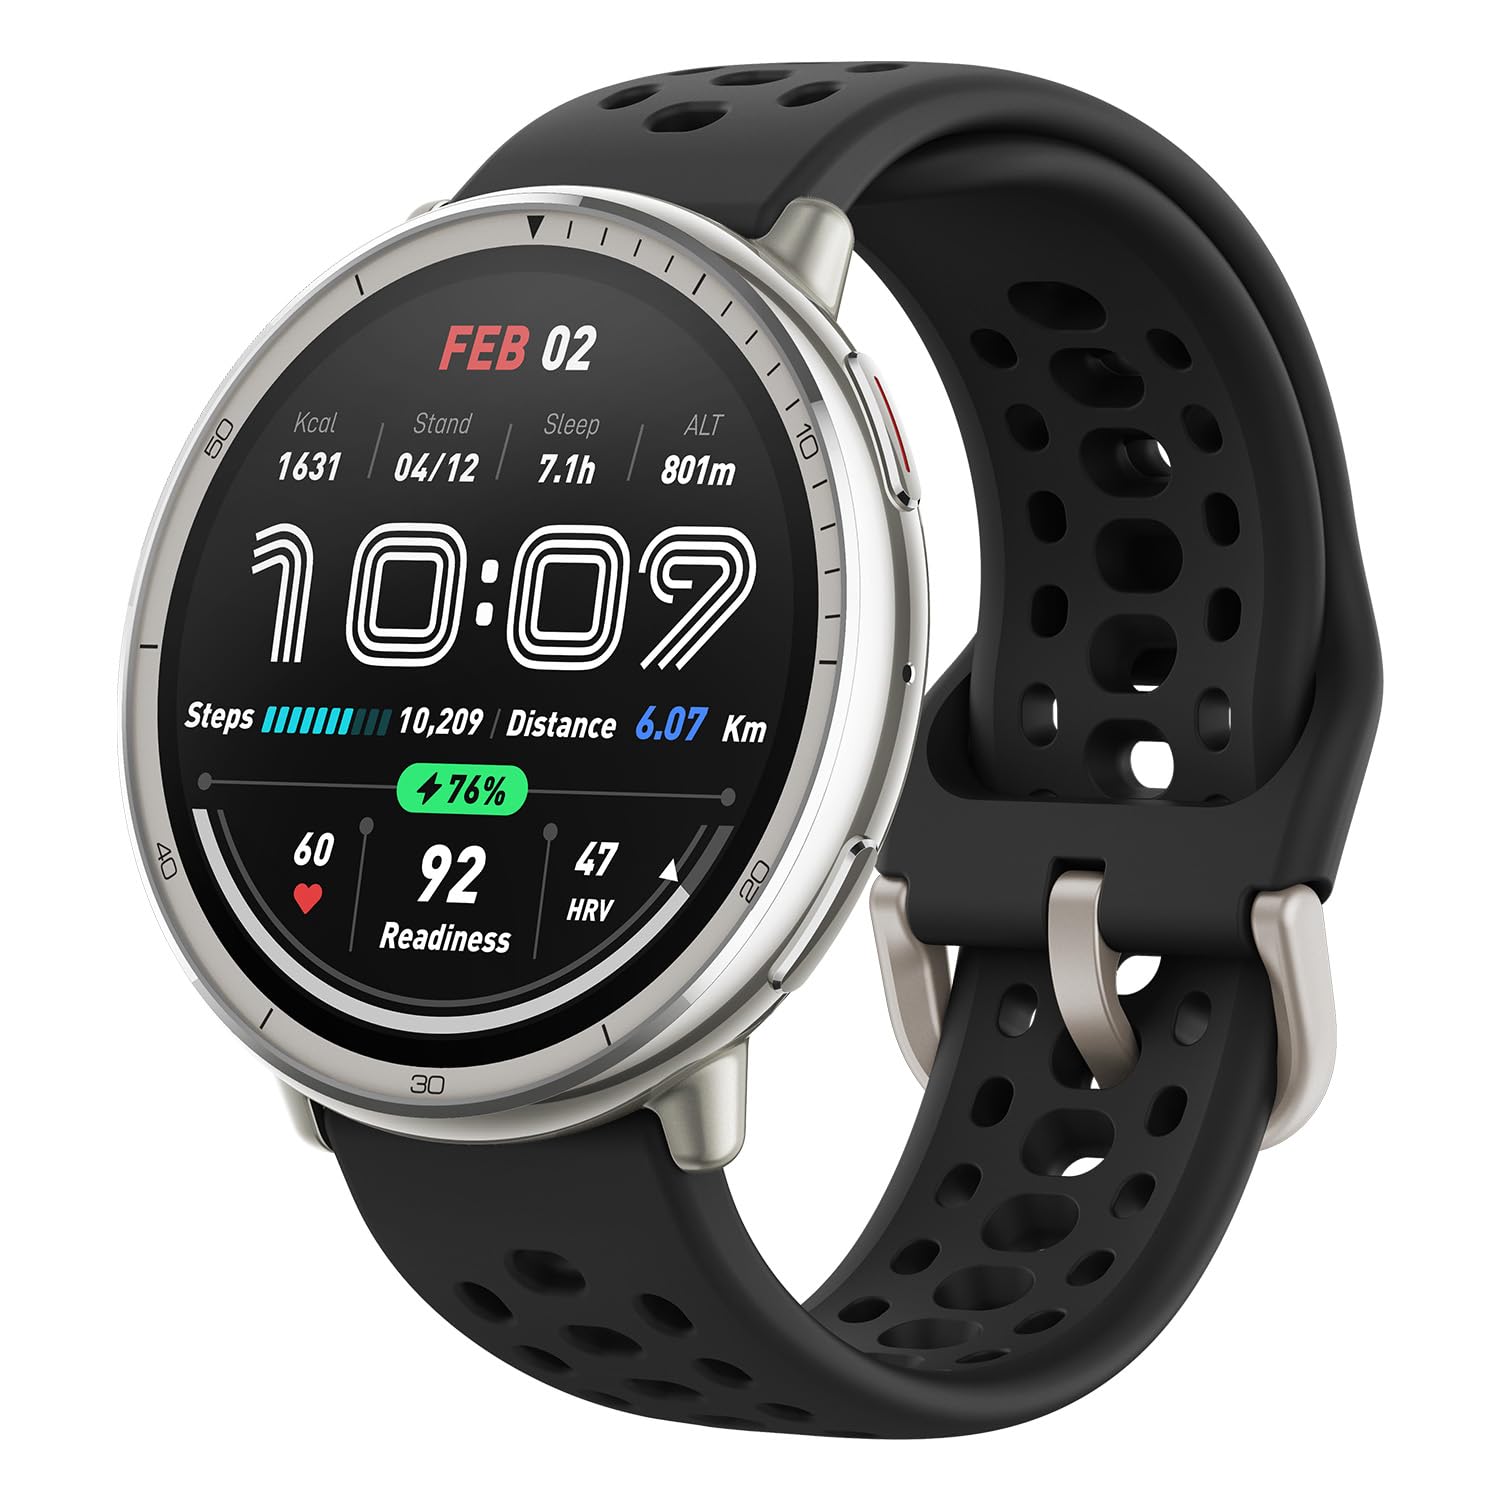 FEB 02
Kcal Stand Sleep ALT
1631 04/12 7.1h 801m
10:09
Steps 10,209 Distance 6.07 Km
76%
60 92 47
Readiness HRV
10
20
30
40
50